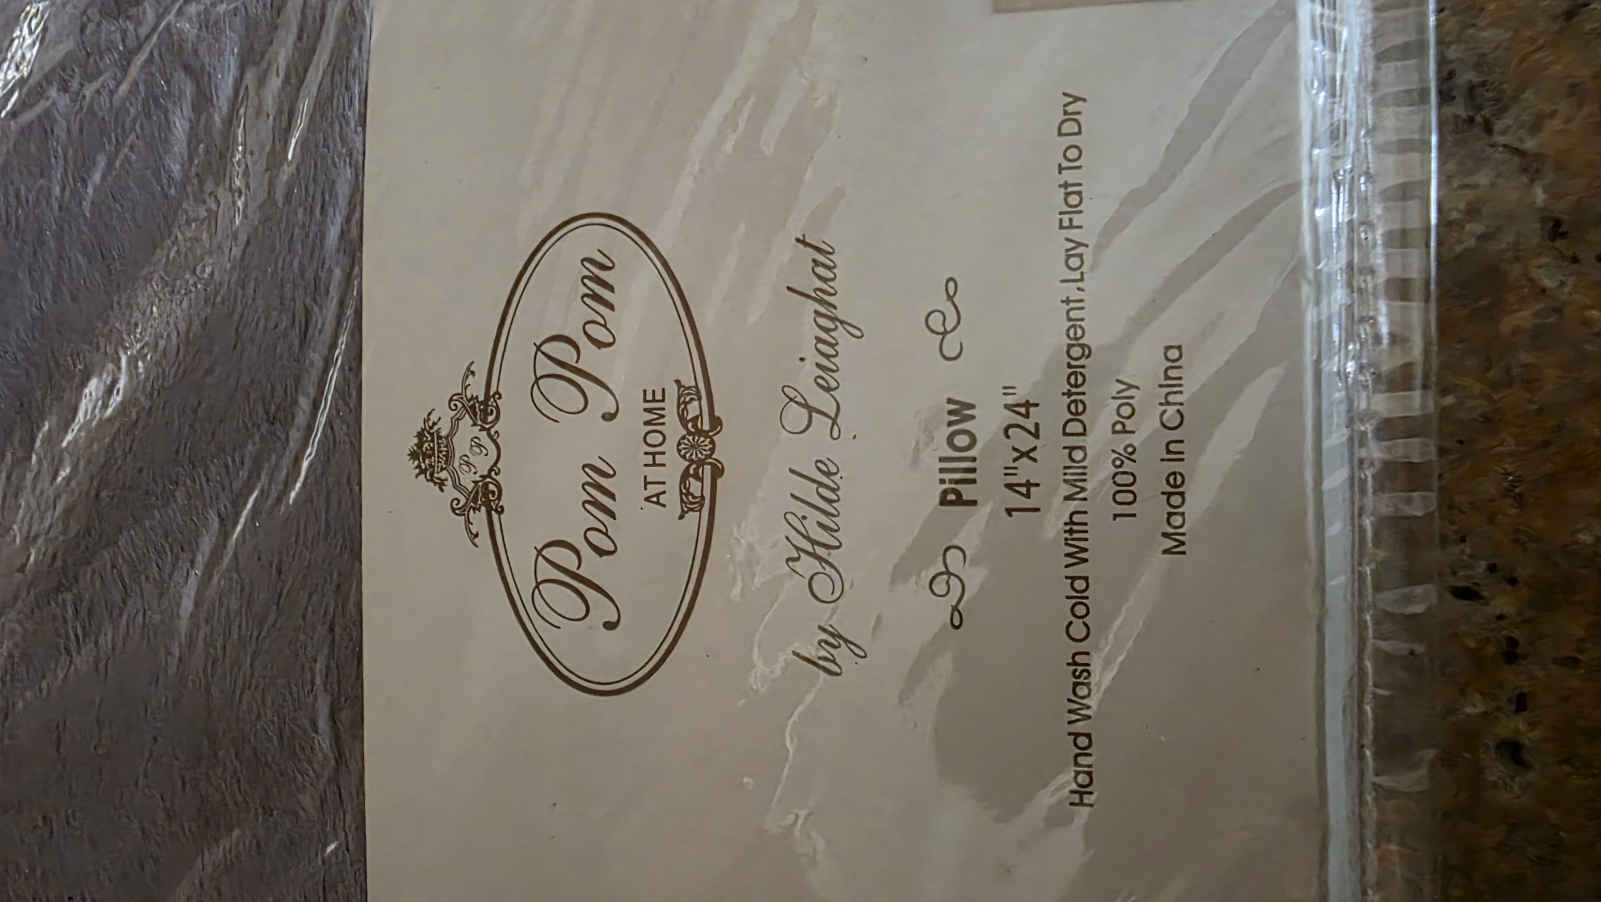 P P
Pom Pom
AT HOME
by Hilde Leiaghat
Pillow
14"x24"
Hand Wash Cold With Mild Detergent, Lay Flat To Dry
100% Poly
Made in China